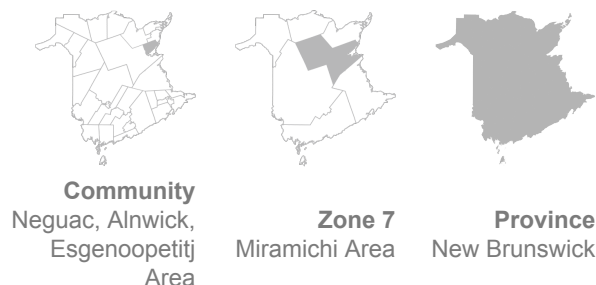 Community
Neguac, Alnwick,
Esgenoopetitj
Area
Zone 7
Miramichi Area
Province
New Brunswick